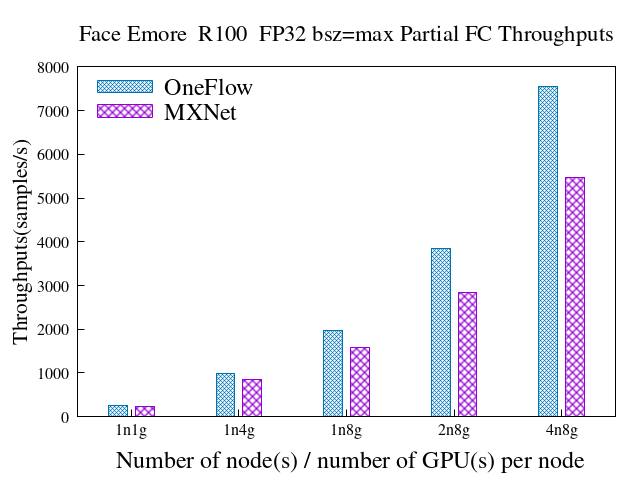 Face Emore  R100  FP32 bsz=max Partial FC Throughputs
8000
7000
6000
5000
4000
3000
2000
1000
0
Throughputs(samples/s)
OneFlow
MXNet
1n1g 1n4g 1n8g 2n8g 4n8g
Number of node(s) / number of GPU(s) per node